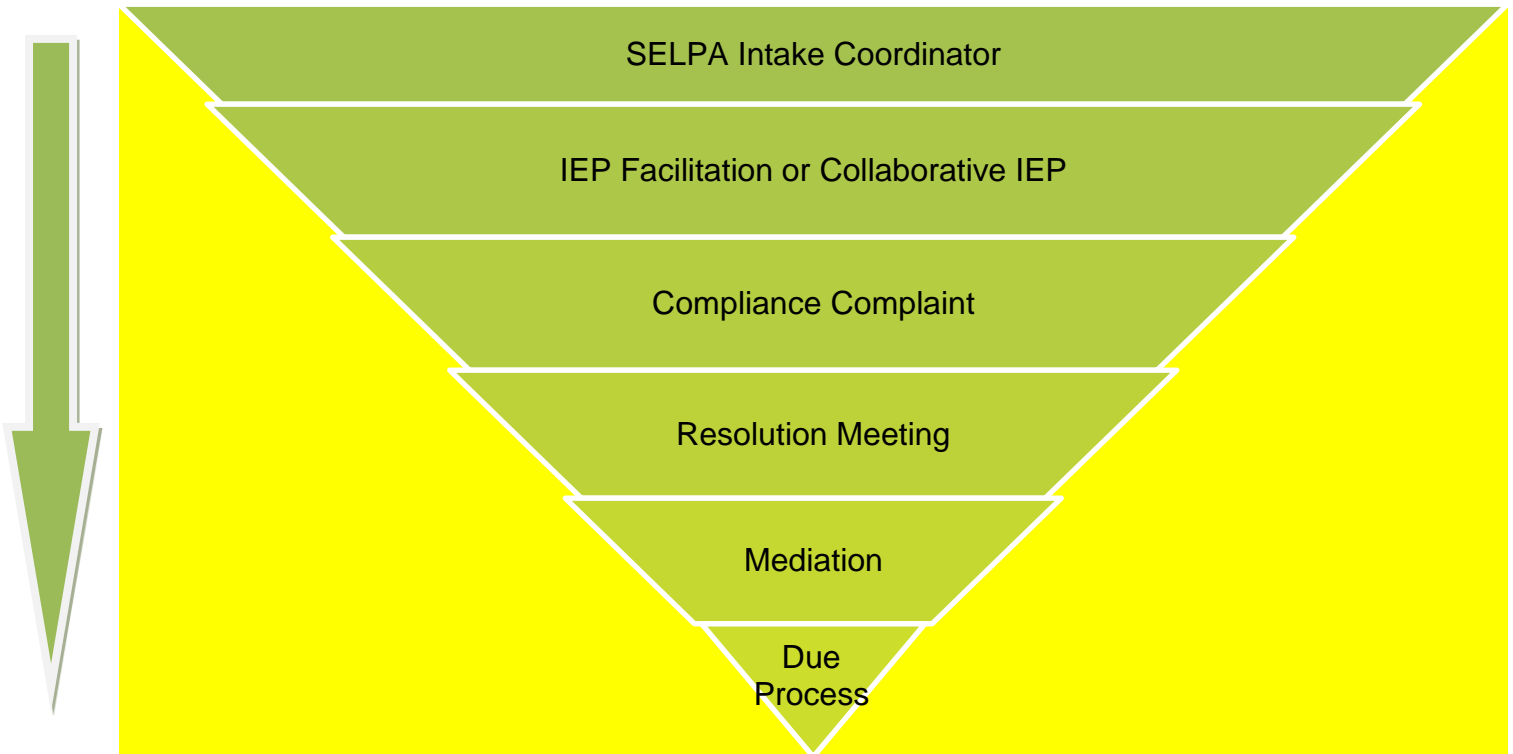 SELPA Intake Coordinator
IEP Facilitation or Collaborative IEP
Compliance Complaint
Resolution Meeting
Mediation
Due
Process